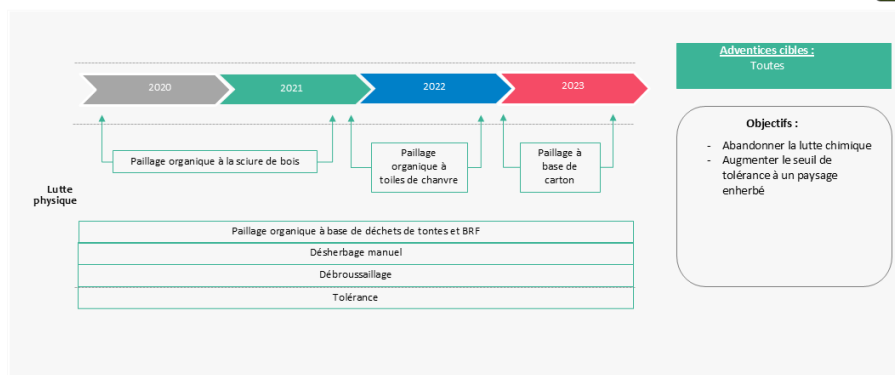 Adventices cibles :
Toutes
2020
2021
2022
2023
Paillage organique à la sciure de bois
Paillage
organique à
toiles de chanvre
Paillage à
base de
carton
Lutte
physique
Paillage organique à base de déchets de tontes et BRF
Désherbage manuel
Débroussaillage
Tolérance
Objectifs :
- Abandonner la lutte chimique
- Augmenter le seuil de
tolérance à un paysage
enherbé